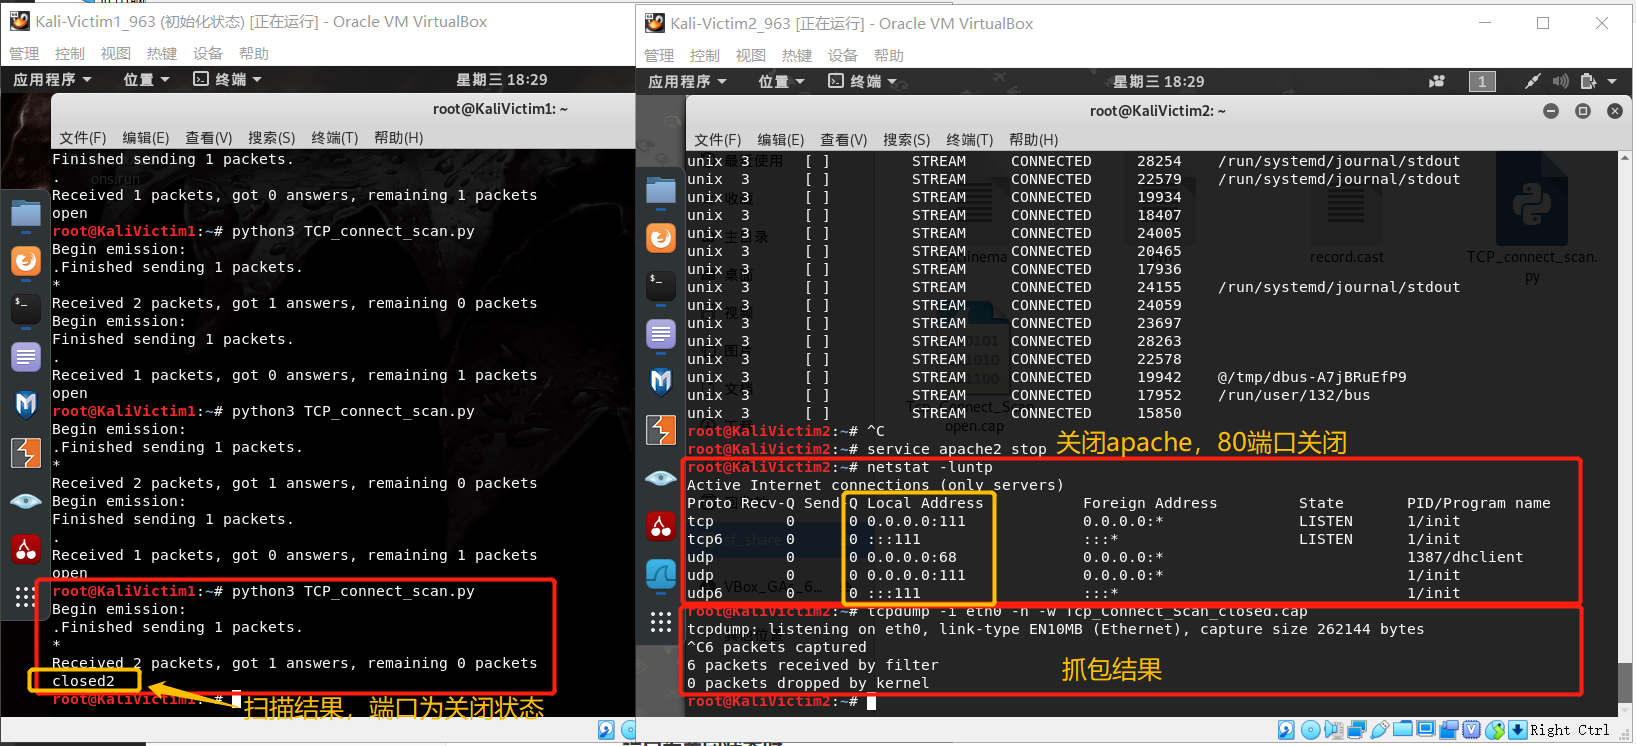 Kali-Victim1_963 (初始化状态) [正在运行] - Oracle VM VirtualBox
管理 控制 视图 热键 设备 帮助
应用程序 位置 终端 星期三 18:29
root@KaliVictim1: ~
文件(F) 编辑(E) 查看(V) 搜索(S) 终端(T) 帮助(H)
Finished sending 1 packets.
.
Received 1 packets, got 0 answers, remaining 1 packets
open
root@KaliVictim1:~# python3 TCP_connect_scan.py
Begin emission:
.Finished sending 1 packets.
*
Received 2 packets, got 1 answers, remaining 0 packets
Begin emission:
Finished sending 1 packets.
.
Received 1 packets, got 0 answers, remaining 1 packets
open
root@KaliVictim1:~# python3 TCP_connect_scan.py
Begin emission:
.Finished sending 1 packets.
*
Received 2 packets, got 1 answers, remaining 0 packets
Begin emission:
Finished sending 1 packets.
.
Received 1 packets, got 0 answers, remaining 1 packets
open
root@KaliVictim1:~# python3 TCP_connect_scan.py
Begin emission:
.Finished sending 1 packets.
*
Received 2 packets, got 1 answers, remaining 0 packets
closed2
root@KaliVictim1:~#
扫描结果，端口为关闭状态
Kali-Victim2_963 [正在运行] - Oracle VM VirtualBox
管理 控制 视图 热键 设备 帮助
应用程序 位置 终端 星期三 18:29 1
root@KaliVictim2: ~
文件(F) 编辑(E) 查看(V) 搜索(S) 终端(T) 帮助(H)
unix 3 [ ] STREAM CONNECTED 28254 /run/systemd/journal/stdout
unix 3 [ ] STREAM CONNECTED 22579 /run/systemd/journal/stdout
unix 3 [ ] STREAM CONNECTED 19934
unix 3 [ ] STREAM CONNECTED 18407
unix 3 [ ] STREAM CONNECTED 24005
unix 3 [ ] STREAM CONNECTED 20465
unix 3 [ ] STREAM CONNECTED 17936
unix 3 [ ] STREAM CONNECTED 24155 /run/systemd/journal/stdout
unix 3 [ ] STREAM CONNECTED 24059
unix 3 [ ] STREAM CONNECTED 23697
unix 3 [ ] STREAM CONNECTED 28263
unix 3 [ ] STREAM CONNECTED 22578
unix 3 [ ] STREAM CONNECTED 19942 @/tmp/dbus-A7jBRuEfP9
unix 3 [ ] STREAM CONNECTED 17952 /run/user/132/bus
unix 3 [ ] STREAM CONNECTED 15850
root@KaliVictim2:~# ^C
root@KaliVictim2:~# service apache2 stop 关闭apache，80端口关闭
root@KaliVictim2:~# netstat -luntp
Active Internet connections (only servers)
Proto Recv-Q Send-Q Local Address Foreign Address State PID/Program name
tcp 0 0 0.0.0.0:111 0.0.0.0:* LISTEN 1/init
tcp6 0 0 :::111 :::* LISTEN 1/init
udp 0 0 0.0.0.0:68 0.0.0.0:* 1387/dhclient
udp 0 0 0.0.0.0:111 0.0.0.0:* 1/init
udp6 0 0 :::111 :::* 1/init
root@KaliVictim2:~# tcpdump -i eth0 -n -w Tcp_Connect_Scan_closed.cap
tcpdump: listening on eth0, link-type EN10MB (Ethernet), capture size 262144 bytes
^C6 packets captured
6 packets received by filter
0 packets dropped by kernel
抓包结果
root@KaliVictim2:~#
record.cast
TCP_connect_scan.
py
sf_share
VBox_GAs_6...
Right Ctrl